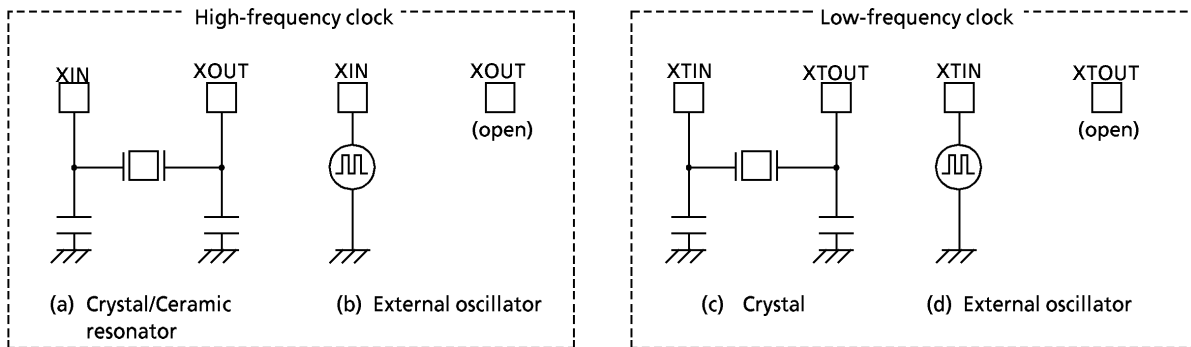 High-frequency clock
XIN
XOUT
XIN
XOUT
(open)
(a) Crystal/Ceramic
resonator
(b) External oscillator
Low-frequency clock
XTIN
XTOUT
XTIN
XTOUT
(open)
(c) Crystal
(d) External oscillator